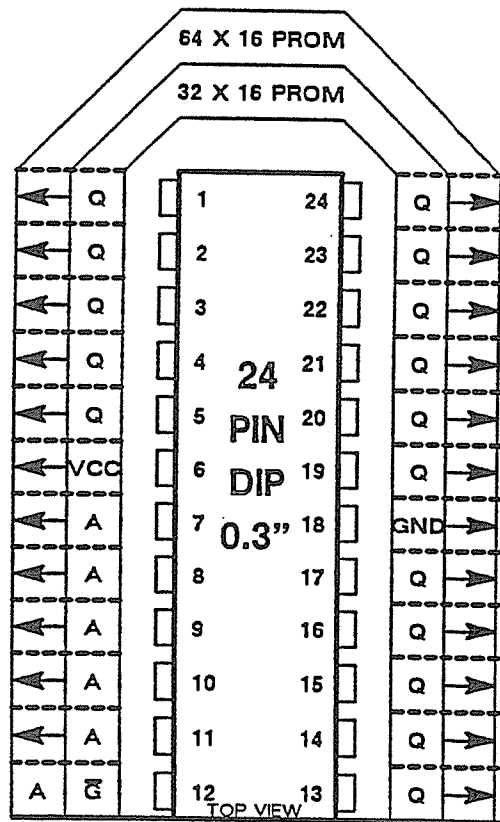 64 X 16 PROM
32 X 16 PROM
Q 1 24 Q
Q 2 23 Q
Q 3 22 Q
Q 4 21 Q
Q 5 20 Q
VCC 6 19 Q
A 7 18 GND
A 8 17 Q
A 9 16 Q
A 10 15 Q
A 11 14 Q
A G̅ 12 13 Q
24
PIN
DIP
0.3”
TOP VIEW